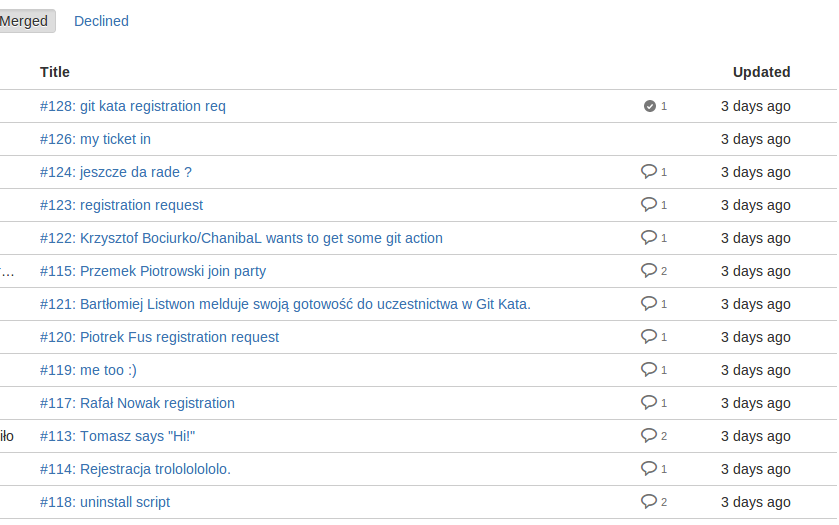 Merged Declined
Title Updated
#128: git kata registration req 1 3 days ago
#126: my ticket in 3 days ago
#124: jeszcze da rade ? 1 3 days ago
#123: registration request 1 3 days ago
#122: Krzysztof Bociurko/ChanibaL wants to get some git action 1 3 days ago
r… #115: Przemek Piotrowski join party 2 3 days ago
#121: Bartłomiej Listwon melduje swoją gotowość do uczestnictwa w Git Kata. 1 3 days ago
#120: Piotrek Fus registration request 1 3 days ago
#119: me too :) 1 3 days ago
#117: Rafał Nowak registration 1 3 days ago
iło #113: Tomasz says "Hi!" 2 3 days ago
#114: Rejestracja trolololololo. 1 3 days ago
#118: uninstall script 2 3 days ago